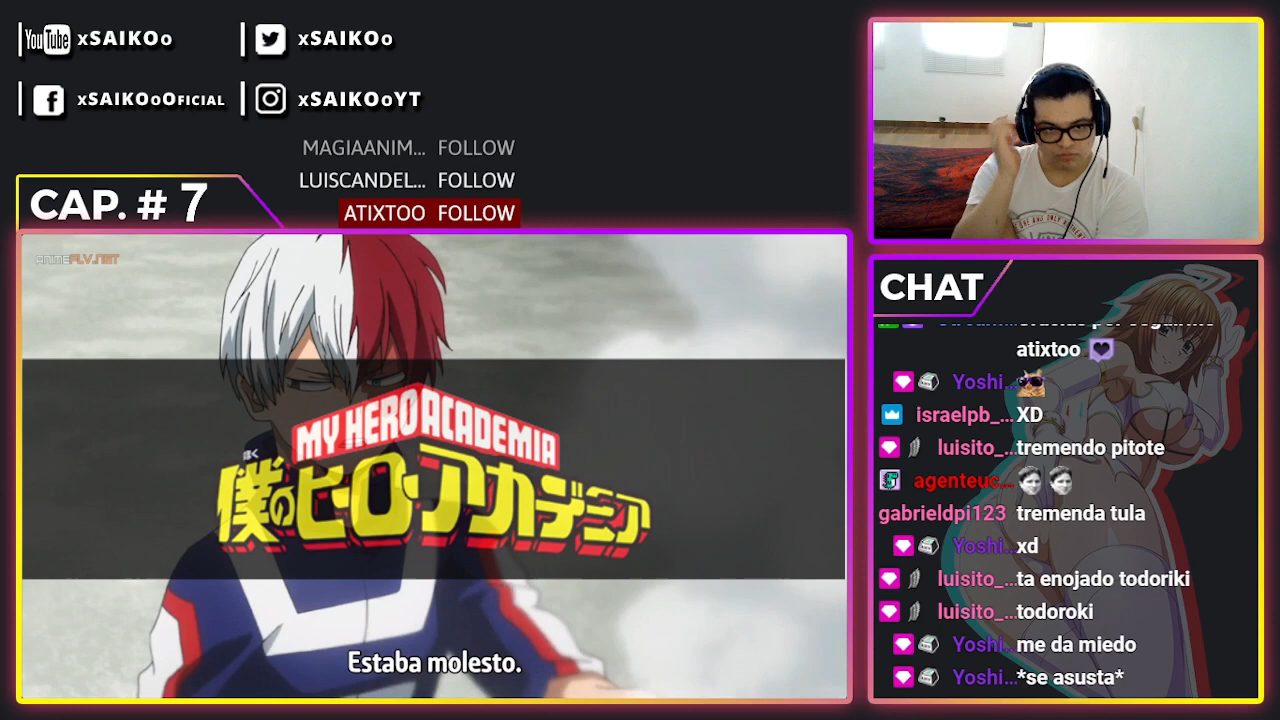 YouTube xSAIKOo
xSAIKOo
xSAIKOoOficial
xSAIKOoYT
MAGIAANIM... FOLLOW
LUISCANDEL... FOLLOW
ATIXTOO FOLLOW
CAP. # 7
ANIMEFLV.NET
MY HERO ACADEMIA
ぼく
僕のヒーローアカデミア
Estaba molesto.
CHAT
atixtoo
Yoshi...
israelpb_... XD
luisito_... tremendo pitote
agenteuc...
gabrieldpi123 tremenda tula
Yoshi... xd
luisito_... ta enojado todoriki
luisito_... todoroki
Yoshi... me da miedo
Yoshi... *se asusta*